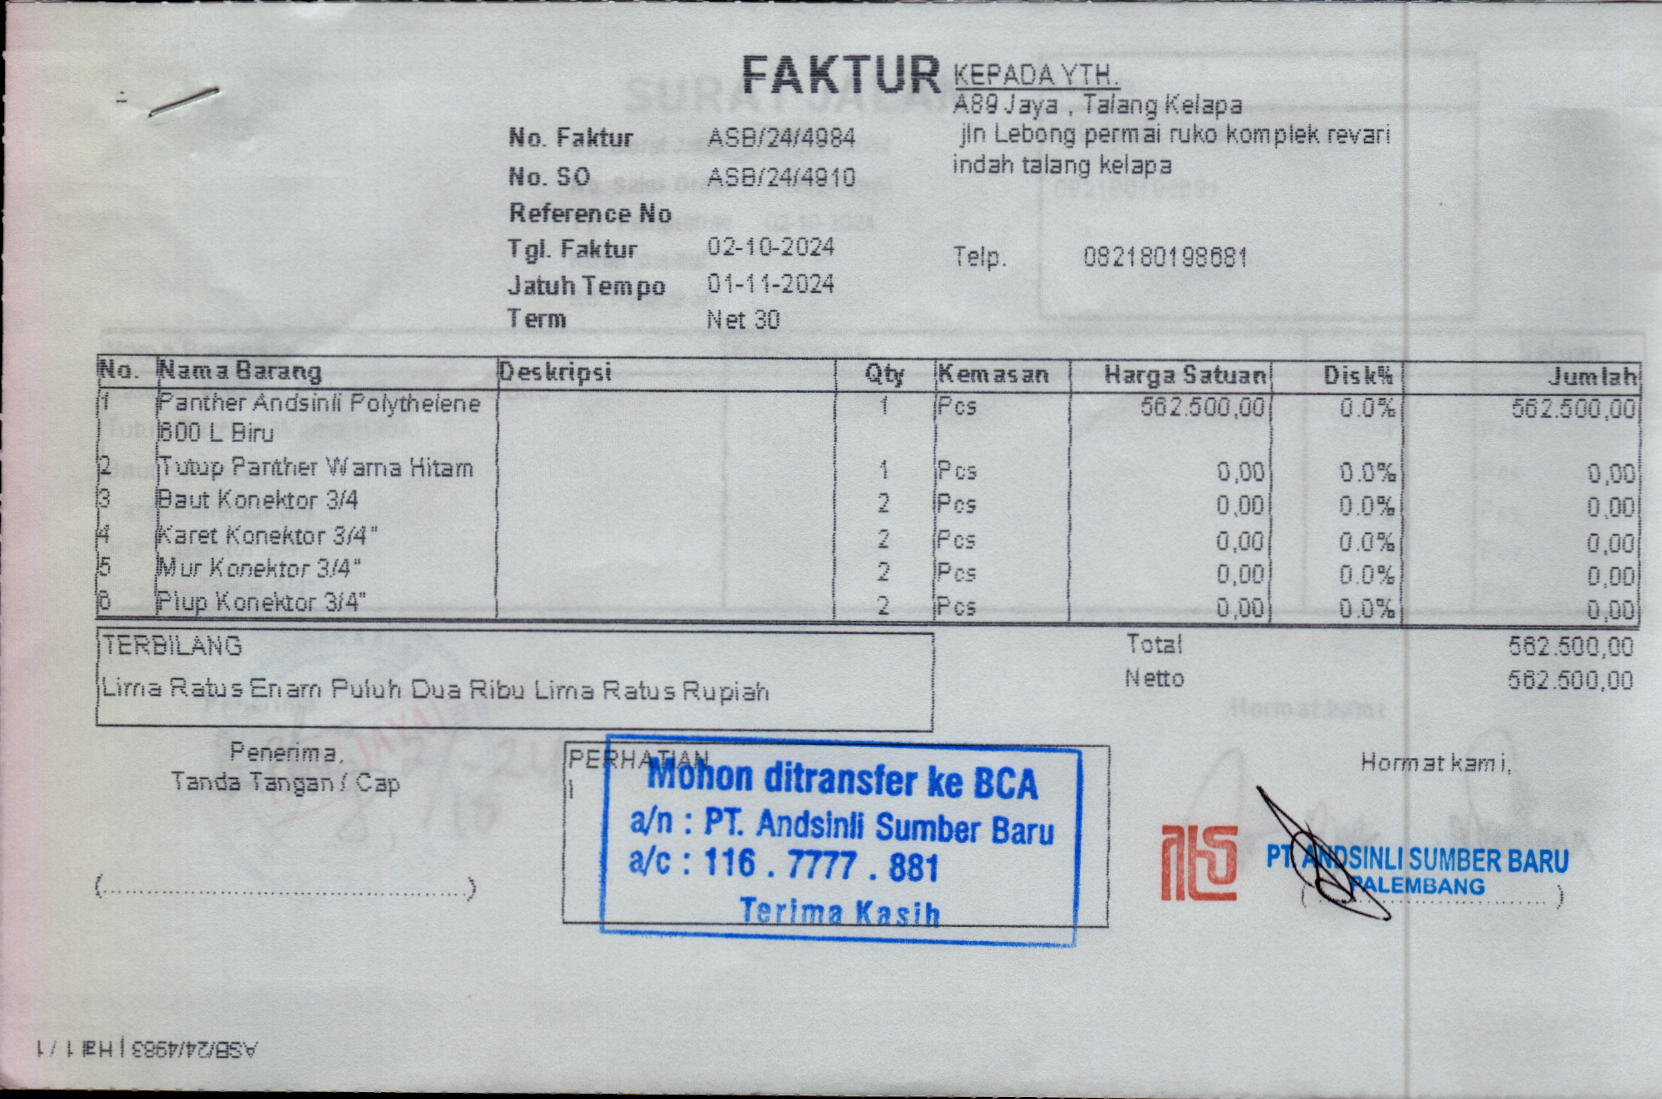 FAKTUR
No. Faktur ASB/24/4984
No. SO ASB/24/4910
Reference No
Tgl. Faktur 02-10-2024
Jatuh Tempo 01-11-2024
Term Net 30
KEPADA YTH.
A89 Jaya , Talang Kelapa
jln Lebong permai ruko komplek revari
indah talang kelapa
Telp. 082180198681
No. Nama Barang Deskripsi Qty Kemasan Harga Satuan Disk% Jumlah
1 Panther Andsinli Polythelene 1 Pcs 562.500,00 0.0% 562.500,00
600 L Biru
2 Tutup Panther Warna Hitam 1 Pcs 0,00 0.0% 0,00
3 Baut Konektor 3/4 2 Pcs 0,00 0.0% 0,00
4 Karet Konektor 3/4" 2 Pcs 0,00 0.0% 0,00
5 Mur Konektor 3/4" 2 Pcs 0,00 0.0% 0,00
6 Plup Konektor 3/4" 2 Pcs 0,00 0.0% 0,00
TERBILANG
Lima Ratus Enam Puluh Dua Ribu Lima Ratus Rupiah
Total 562.500,00
Netto 562.500,00
Penerima,
Tanda Tangan / Cap
(....................................................)
PERHATIAN
Mohon ditransfer ke BCA
a/n : PT. Andsinli Sumber Baru
a/c : 116 . 7777 . 881
Terima Kasih
Hormat kami,
PT ANDSINLI SUMBER BARU
PALEMBANG
ASB/24/4983 | Hal 1 / 1